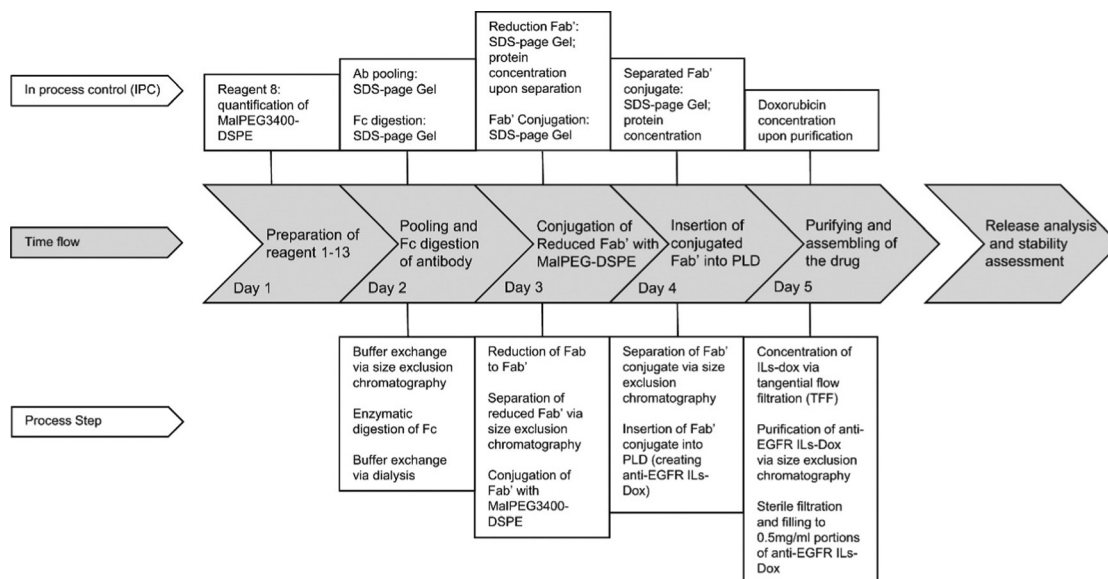 In process control (IPC)
Reagent 8:
quantification of
MalPEG3400-
DSPE
Ab pooling:
SDS-page Gel
Fc digestion:
SDS-page Gel
Reduction Fab’:
SDS-page Gel;
protein
concentration
upon separation
Fab’ Conjugation:
SDS-page Gel
Separated Fab’
conjugate:
SDS-page Gel;
protein
concentration
Doxorubicin
concentration
upon purification
Time flow
Preparation of
reagent 1-13
Day 1
Pooling and
Fc digestion
of antibody
Day 2
Conjugation of
Reduced Fab’ with
MalPEG-DSPE
Day 3
Insertion of
conjugated
Fab’ into PLD
Day 4
Purifying and
assembling of
the drug
Day 5
Release analysis
and stability
assessment
Process Step
Buffer exchange
via size exclusion
chromatography
Enzymatic
digestion of Fc
Buffer exchange
via dialysis
Reduction of Fab
to Fab’
Separation of
reduced Fab’ via
size exclusion
chromatography
Conjugation of
Fab’ with
MalPEG3400-
DSPE
Separation of Fab’
conjugate via size
exclusion
chromatography
Insertion of Fab’
conjugate into
PLD (creating
anti-EGFR ILs-
Dox)
Concentration of
ILs-dox via
tangential flow
filtration (TFF)
Purification of anti-
EGFR ILs-Dox
via size exclusion
chromatography
Sterile filtration
and filling to
0.5mg/ml portions
of anti-EGFR ILs-
Dox